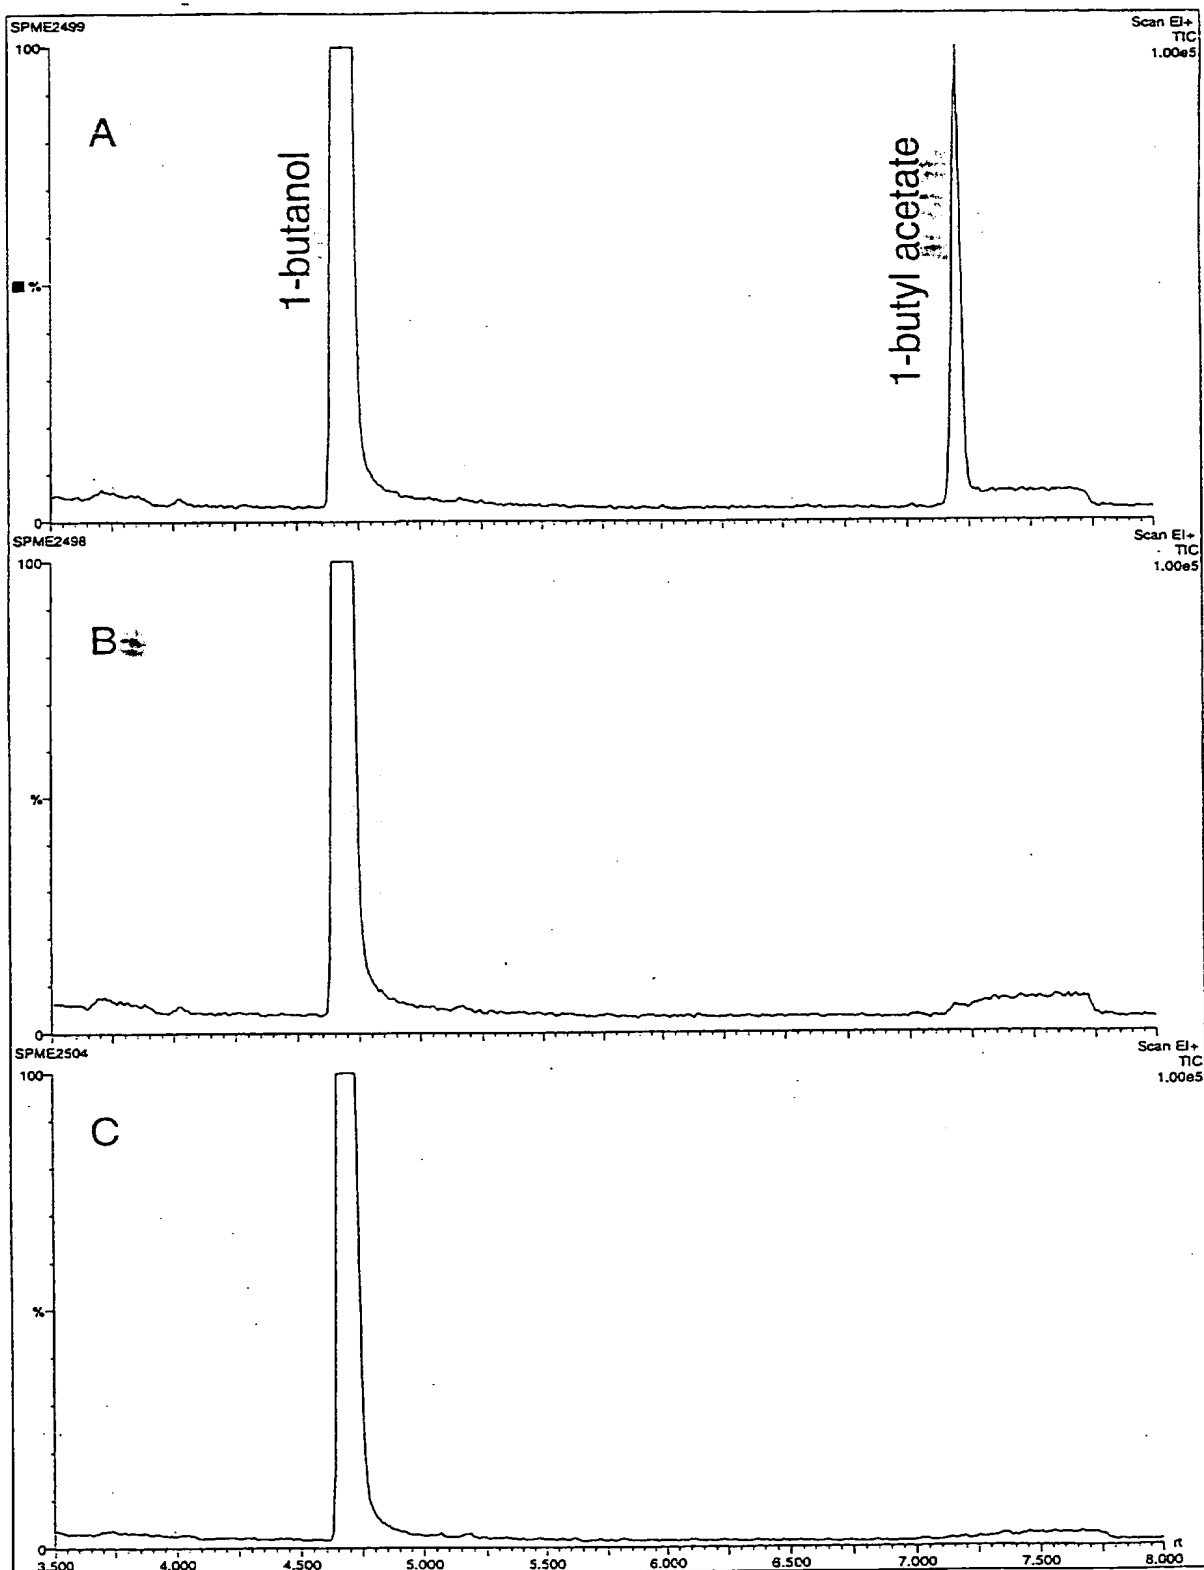 SPME2499
Scan EI+
TIC
1.00e5
100
A
1-butanol
1-butyl acetate
%
0
SPME2498
Scan EI+
TIC
1.00e5
100
B
%
0
SPME2504
Scan EI+
TIC
1.00e5
100
C
%
0
3.500 4.000 4.500 5.000 5.500 6.000 6.500 7.000 7.500 8.000 rt